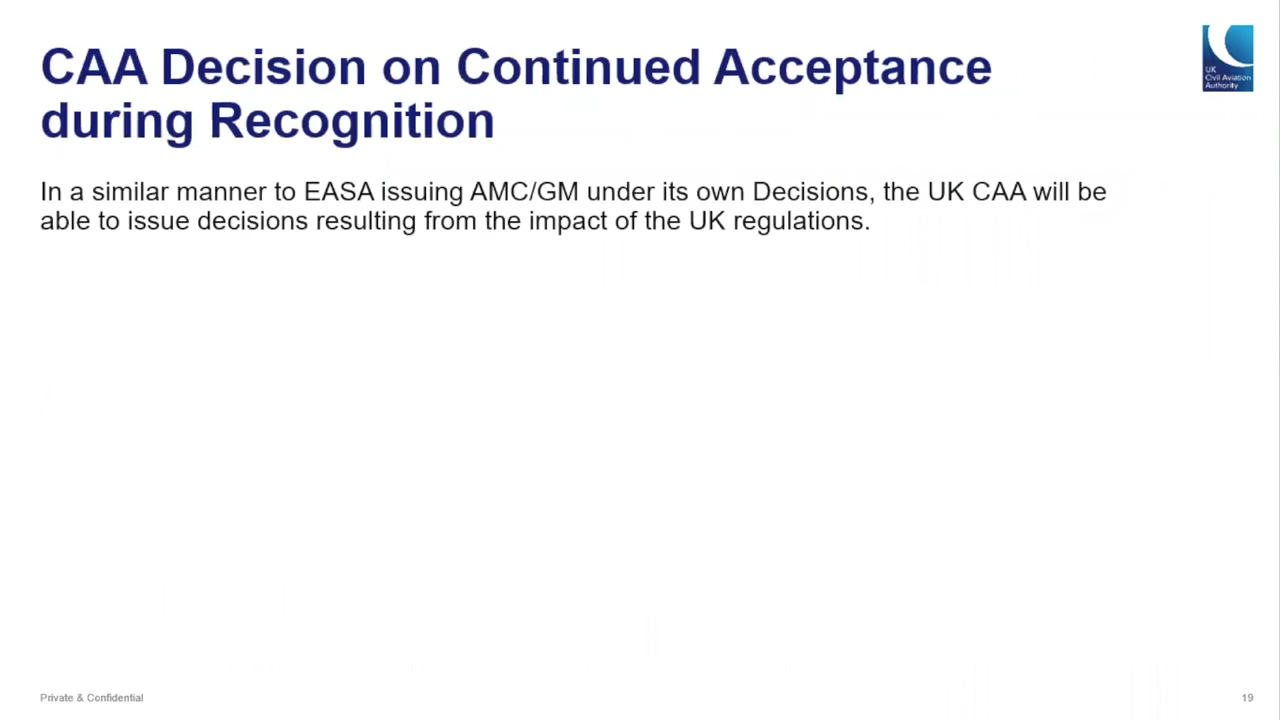 CAA Decision on Continued Acceptance
during Recognition
UK
Civil Aviation
Authority
In a similar manner to EASA issuing AMC/GM under its own Decisions, the UK CAA will be
able to issue decisions resulting from the impact of the UK regulations.
Private & Confidential
19